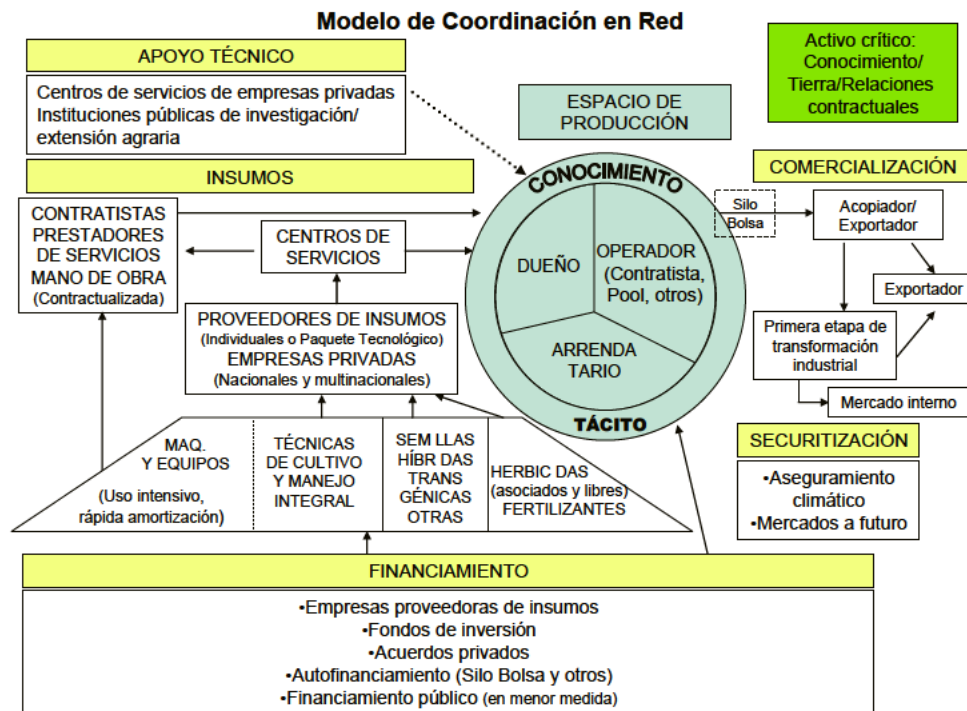 Modelo de Coordinación en Red
APOYO TÉCNICO
Centros de servicios de empresas privadas
Instituciones públicas de investigación/
extensión agraria
Activo crítico:
Conocimiento/
Tierra/Relaciones
contractuales
ESPACIO DE
PRODUCCIÓN
INSUMOS
CONTRATISTAS
PRESTADORES
DE SERVICIOS
MANO DE OBRA
(Contractualizada)
CENTROS DE
SERVICIOS
PROVEEDORES DE INSUMOS
(Individuales o Paquete Tecnológico)
EMPRESAS PRIVADAS
(Nacionales y multinacionales)
CONOCIMIENTO
DUEÑO
OPERADOR
(Contratista,
Pool, otros)
ARRENDA
TARIO
TÁCITO
Silo
Bolsa
COMERCIALIZACIÓN
Acopiador/
Exportador
Exportador
Primera etapa de
transformación
industrial
Mercado interno
MAQ.
Y EQUIPOS
(Uso intensivo,
rápida amortización)
TÉCNICAS
DE CULTIVO
Y MANEJO
INTEGRAL
SEM LLAS
HÍBR DAS
TRANS
GÉNICAS
OTRAS
HERBIC DAS
(asociados y libres)
FERTILIZANTES
SECURITIZACIÓN
•Aseguramiento
climático
•Mercados a futuro
FINANCIAMIENTO
•Empresas proveedoras de insumos
•Fondos de inversión
•Acuerdos privados
•Autofinanciamiento (Silo Bolsa y otros)
•Financiamiento público (en menor medida)